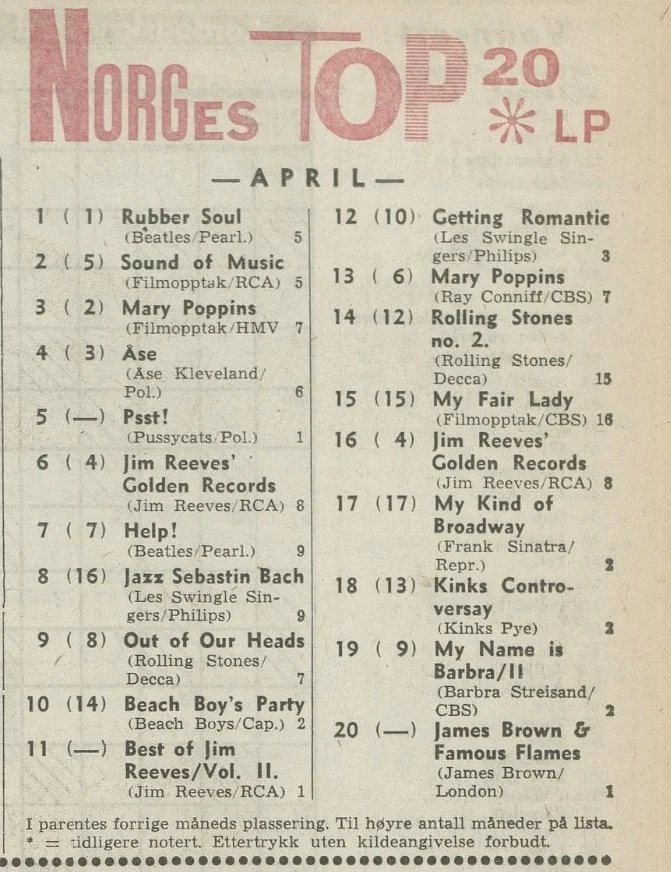 NORGES TOP 20
* LP
— APRIL —
1 ( 1) Rubber Soul
(Beatles/Pearl.) 5
2 ( 5) Sound of Music
(Filmopptak/RCA) 5
3 ( 2) Mary Poppins
(Filmopptak/HMV 7
4 ( 3) Åse
(Åse Kleveland/
Pol.) 6
5 (—) Psst!
(Pussycats/Pol.) 1
6 ( 4) Jim Reeves'
Golden Records
(Jim Reeves/RCA) 8
7 ( 7) Help!
(Beatles/Pearl.) 9
8 (16) Jazz Sebastin Bach
(Les Swingle Sin-
gers/Philips) 9
9 ( 8) Out of Our Heads
(Rolling Stones/
Decca) 7
10 (14) Beach Boy's Party
(Beach Boys/Cap.) 2
11 (—) Best of Jim
Reeves/Vol. II.
(Jim Reeves/RCA) 1
12 (10) Getting Romantic
(Les Swingle Sin-
gers/Philips) 3
13 ( 6) Mary Poppins
(Ray Conniff/CBS) 7
14 (12) Rolling Stones
no. 2.
(Rolling Stones/
Decca) 15
15 (15) My Fair Lady
(Filmopptak/CBS) 16
16 ( 4) Jim Reeves'
Golden Records
(Jim Reeves/RCA) 8
17 (17) My Kind of
Broadway
(Frank Sinatra/
Repr.) 2
18 (13) Kinks Contro-
versay
(Kinks Pye) 2
19 ( 9) My Name is
Barbra/II
(Barbra Streisand/
CBS) 2
20 (—) James Brown &
Famous Flames
(James Brown/
London) 1
I parentes forrige måneds plassering. Til høyre antall måneder på lista.
* = tidligere notert. Ettertrykk uten kildeangivelse forbudt.